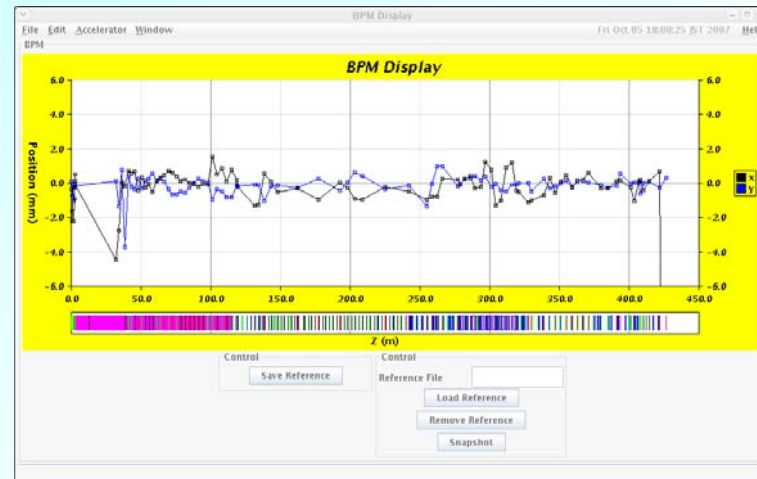 BPM Display
File Edit Accelerator Window Fri Oct 05 18:00:25 JST 2007 Hel
BPM
BPM Display
6.0 6.0
4.0 4.0
2.0 2.0
0.0 0.0
-2.0 -2.0
-4.0 -4.0
-6.0 -6.0
Position (mm)
x
y
0.0 50.0 100.0 150.0 200.0 250.0 300.0 350.0 400.0 450.0
Z (m)
Control
Save Reference
Control
Reference File
Load Reference
Remove Reference
Snapshot